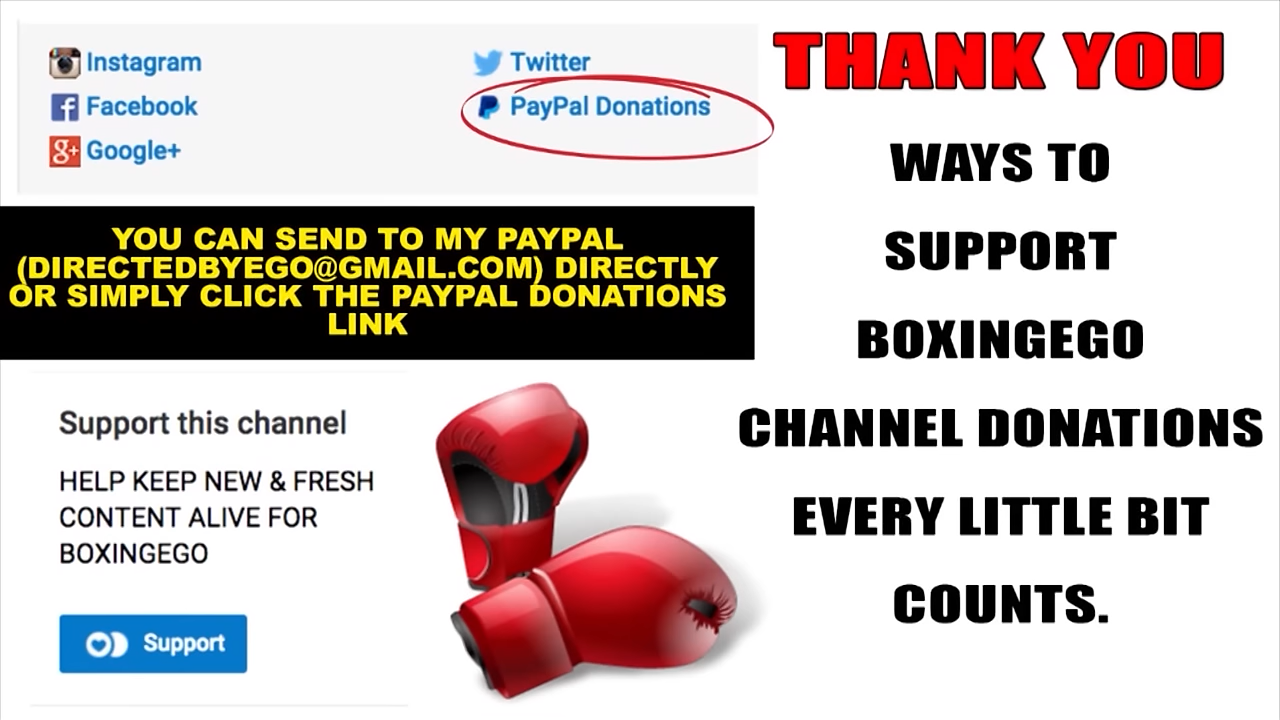 Instagram
Twitter
Facebook
PayPal Donations
Google+
YOU CAN SEND TO MY PAYPAL
(DIRECTEDBYEGO@GMAIL.COM) DIRECTLY
OR SIMPLY CLICK THE PAYPAL DONATIONS
LINK
Support this channel
HELP KEEP NEW & FRESH
CONTENT ALIVE FOR
BOXINGEGO
Support
THANK YOU
WAYS TO
SUPPORT
BOXINGEGO
CHANNEL DONATIONS
EVERY LITTLE BIT
COUNTS.